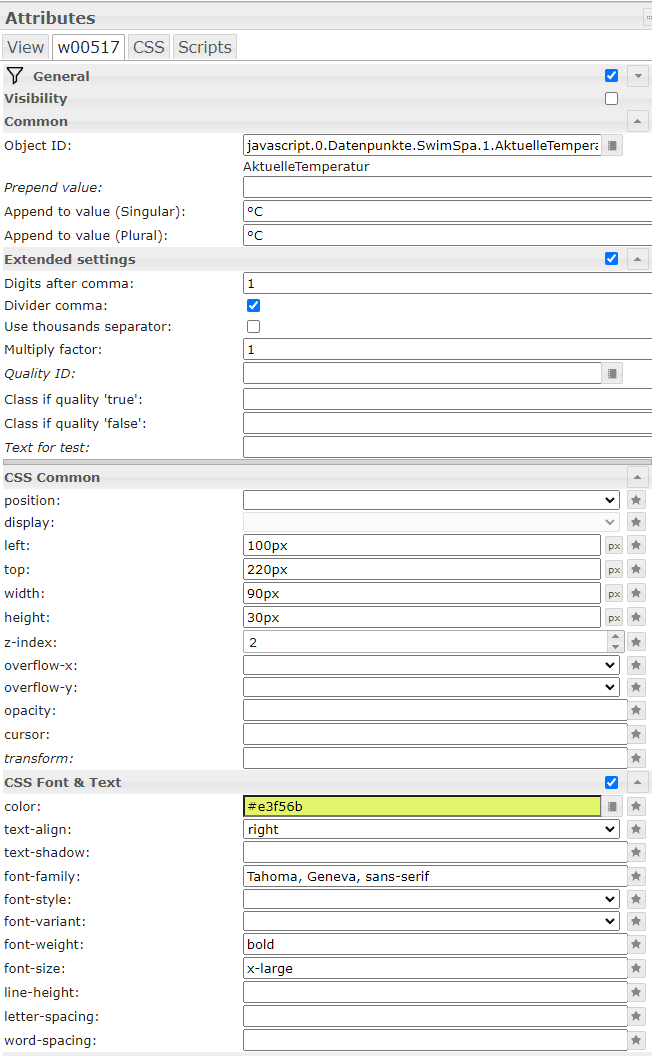 Attributes
View w00517 CSS Scripts
General
Visibility
Common
Object ID: javascript.0.Datenpunkte.SwimSpa.1.AktuelleTempera
AktuelleTemperatur
Prepend value:
Append to value (Singular): °C
Append to value (Plural): °C
Extended settings
Digits after comma: 1
Divider comma:
Use thousands separator:
Multiply factor: 1
Quality ID:
Class if quality 'true':
Class if quality 'false':
Text for test:
CSS Common
position:
display:
left: 100px px
top: 220px px
width: 90px px
height: 30px px
z-index: 2
overflow-x:
overflow-y:
opacity:
cursor:
transform:
CSS Font & Text
color: #e3f56b
text-align: right
text-shadow:
font-family: Tahoma, Geneva, sans-serif
font-style:
font-variant:
font-weight: bold
font-size: x-large
line-height:
letter-spacing:
word-spacing: